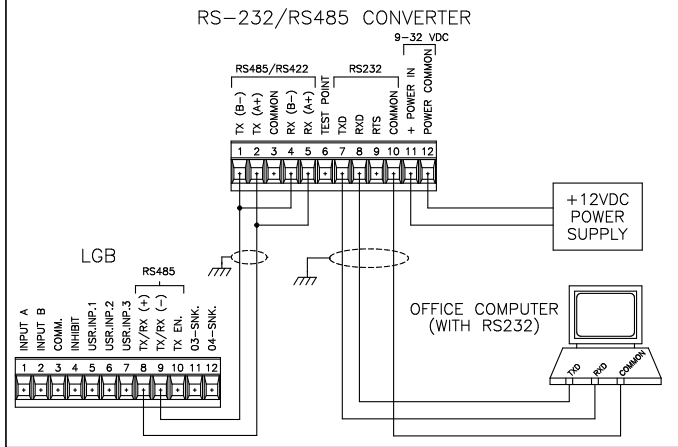 RS-232/RS485 CONVERTER
9-32 VDC
RS485/RS422
RS232
TX (B-)
TX (A+)
COMMON
RX (B-)
RX (A+)
TEST POINT
TXD
RXD
RTS
COMMON
+ POWER IN
POWER COMMON
1 2 3 4 5 6 7 8 9 10 11 12
+12VDC
POWER
SUPPLY
LGB
RS485
INPUT A
INPUT B
COMM.
INHIBIT
USR.INP.1
USR.INP.2
USR.INP.3
TX/RX (+)
TX/RX (-)
TX EN.
03-SNK.
04-SNK.
1 2 3 4 5 6 7 8 9 10 11 12
OFFICE COMPUTER
(WITH RS232)
TXD
RXD
COMMON